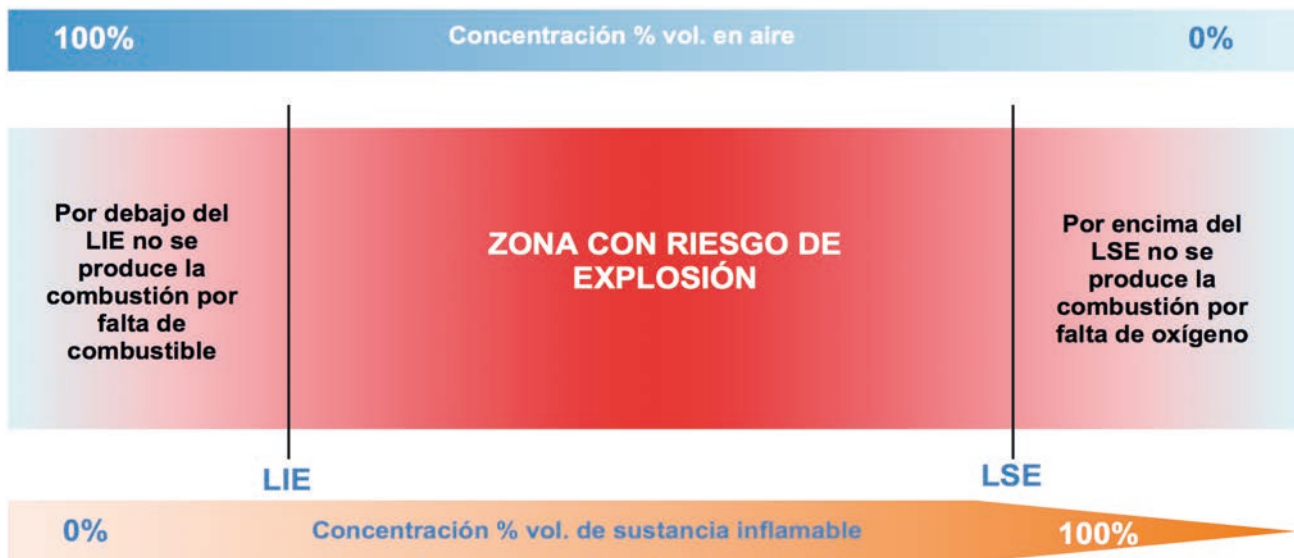 100% Concentración % vol. en aire 0%
Por debajo del
LIE no se
produce la
combustión por
falta de
combustible
ZONA CON RIESGO DE
EXPLOSIÓN
Por encima del
LSE no se
produce la
combustión por
falta de oxígeno
LIE LSE
0% Concentración % vol. de sustancia inflamable 100%